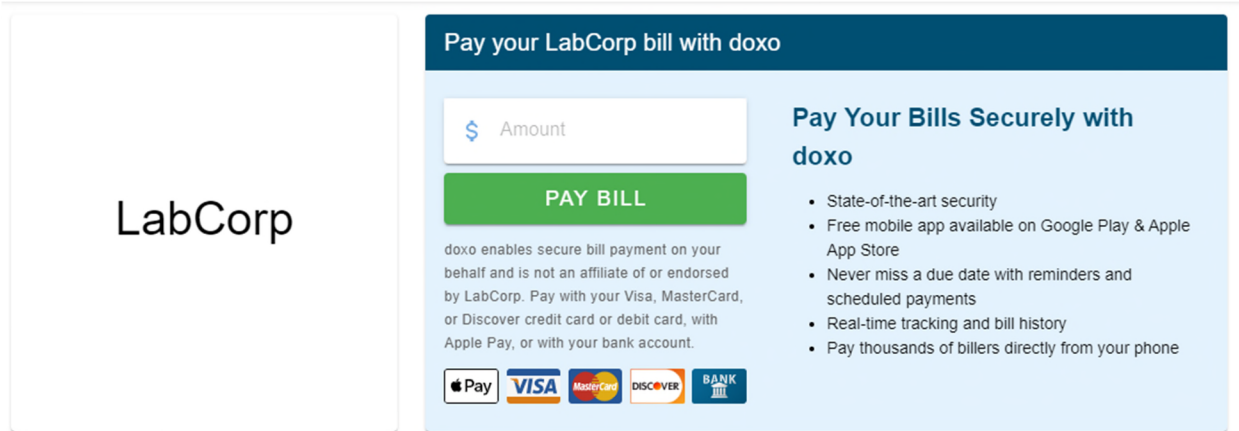 LabCorp
Pay your LabCorp bill with doxo
$ Amount
PAY BILL
doxo enables secure bill payment on your
behalf and is not an affiliate of or endorsed
by LabCorp. Pay with your Visa, MasterCard,
or Discover credit card or debit card, with
Apple Pay, or with your bank account.
Pay VISA MasterCard DISCOVER BANK
Pay Your Bills Securely with
doxo
• State-of-the-art security
• Free mobile app available on Google Play & Apple
App Store
• Never miss a due date with reminders and
scheduled payments
• Real-time tracking and bill history
• Pay thousands of billers directly from your phone